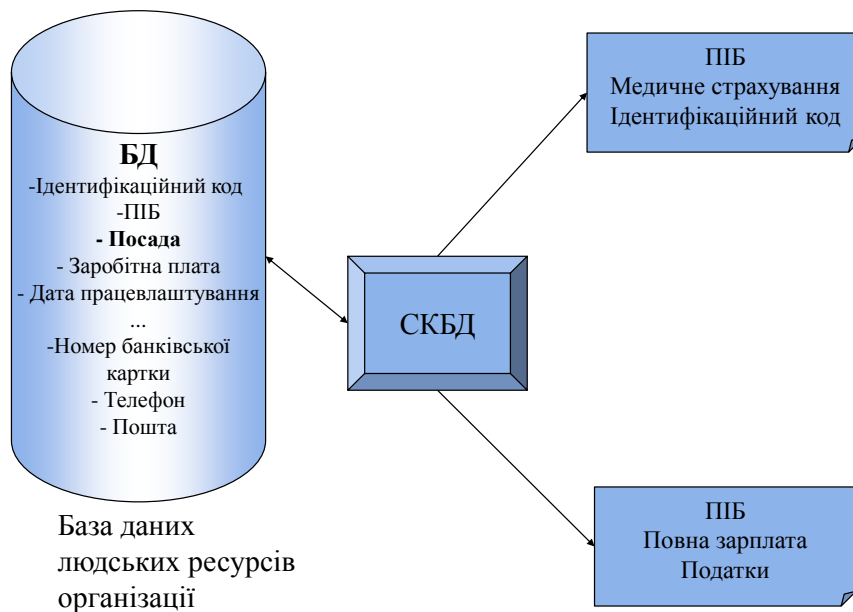 БД
-Ідентифікаційний код
-ПІБ
- Посада
- Заробітна плата
- Дата працевлаштування
...
-Номер банківської
картки
- Телефон
- Пошта
База даних
людських ресурсів
організації
СКБД
ПІБ
Медичне страхування
Ідентифікаційний код
ПІБ
Повна зарплата
Податки